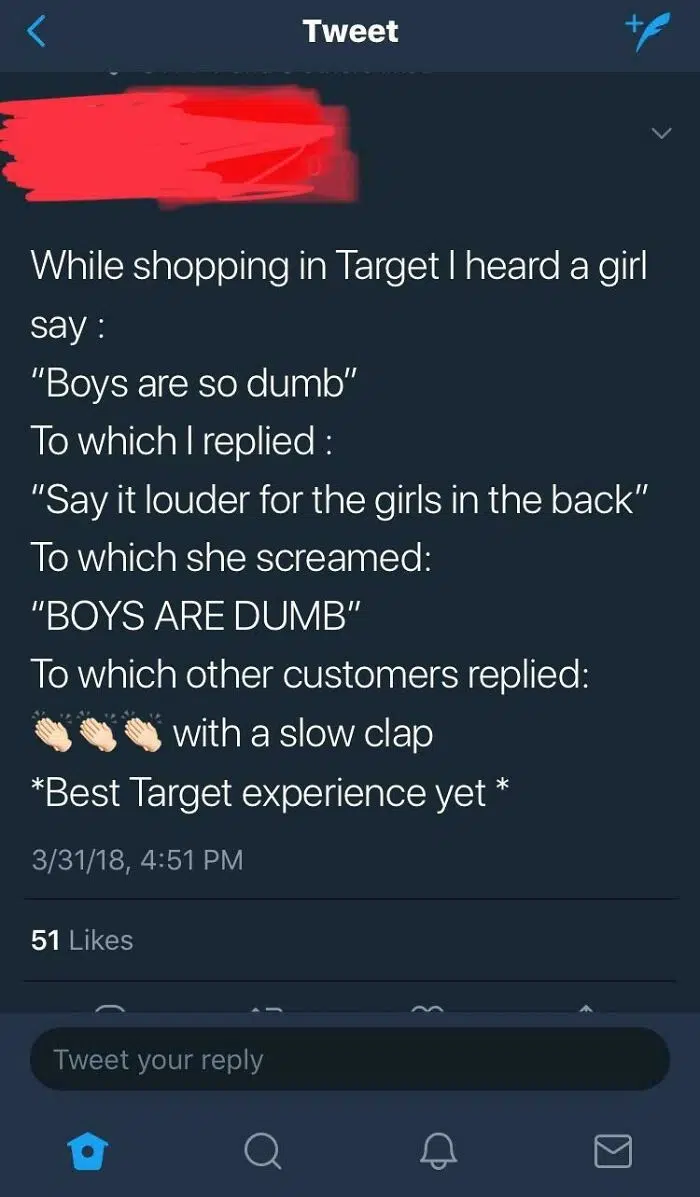 Tweet
While shopping in Target I heard a girl
say :
“Boys are so dumb”
To which I replied :
“Say it louder for the girls in the back”
To which she screamed:
“BOYS ARE DUMB”
To which other customers replied:
👏🏻👏🏻👏🏻 with a slow clap
*Best Target experience yet *
3/31/18, 4:51 PM
51 Likes
Tweet your reply